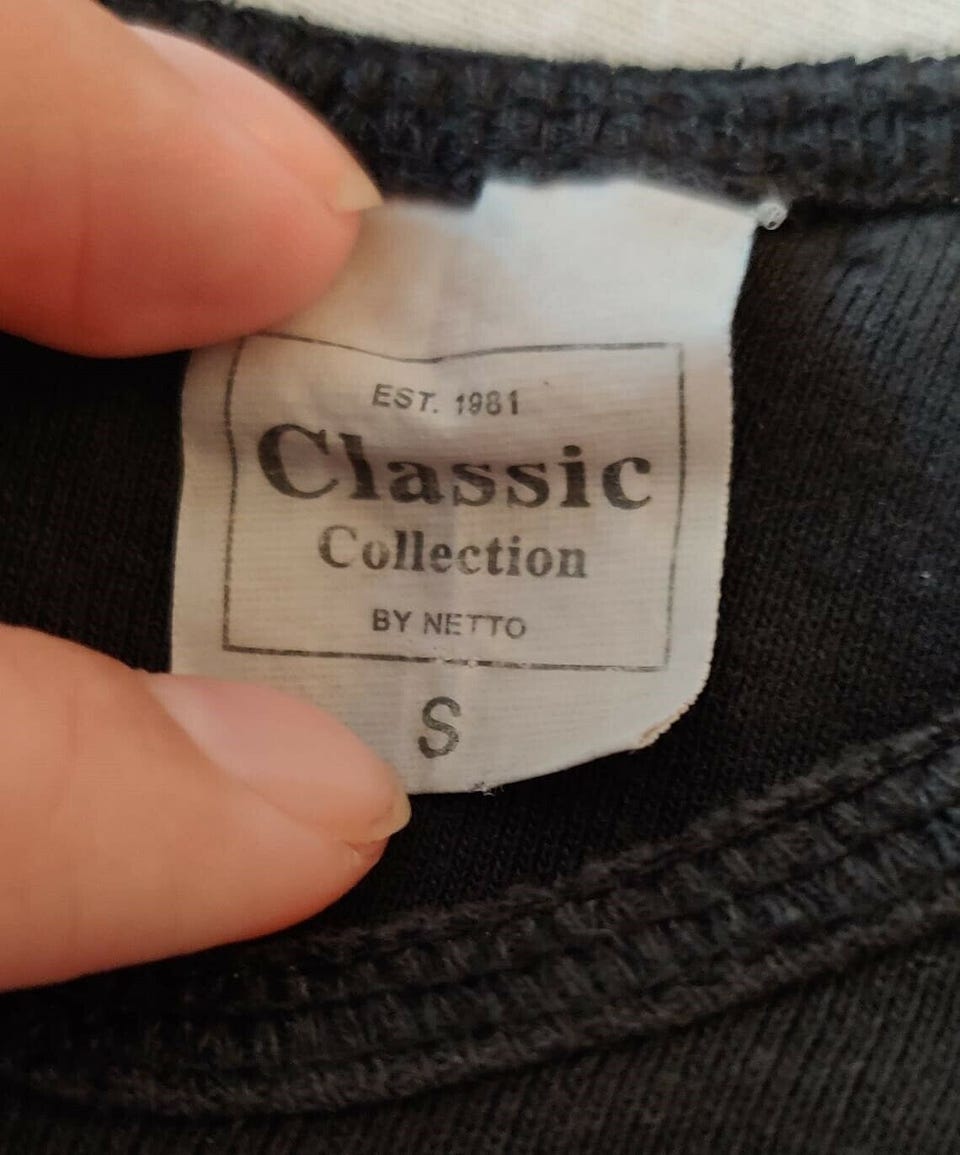 EST. 1981
Classic
Collection
BY NETTO
S